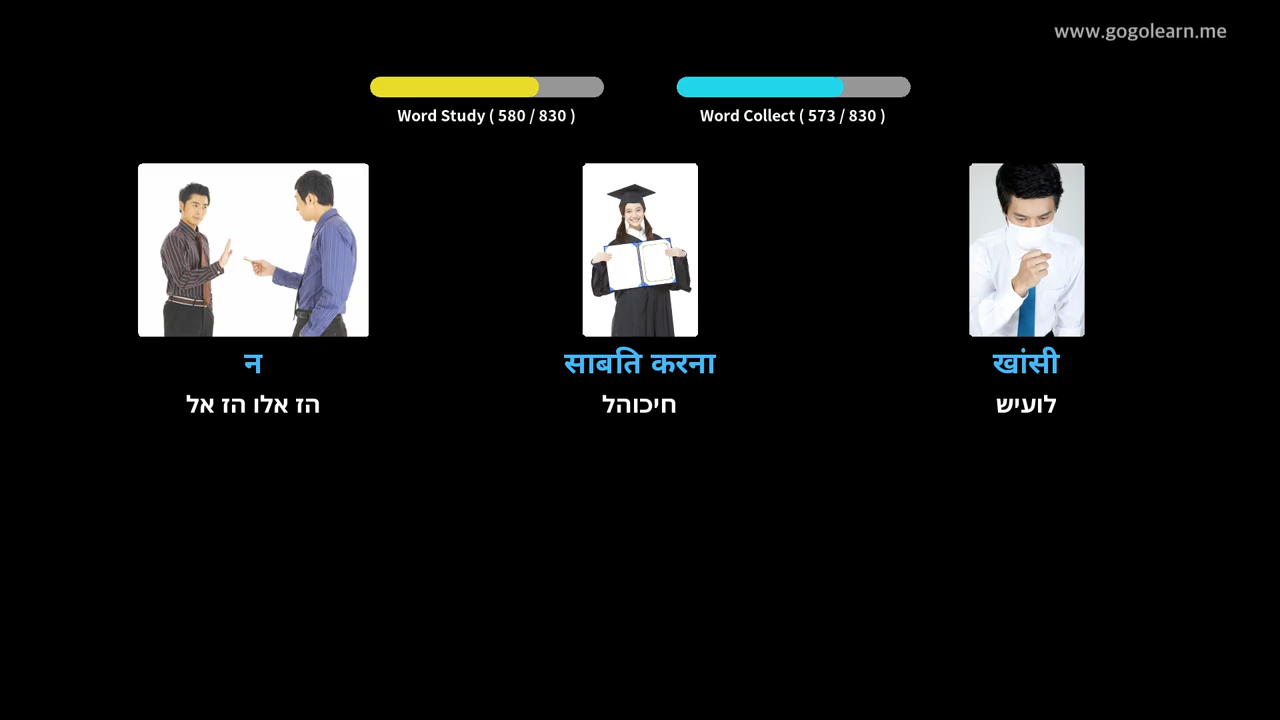 www.gogolearn.me
Word Study ( 580 / 830 )
Word Collect ( 573 / 830 )
न
साबति करना
खांसी
הז אלו הז אל
חיכוהל
לועיש